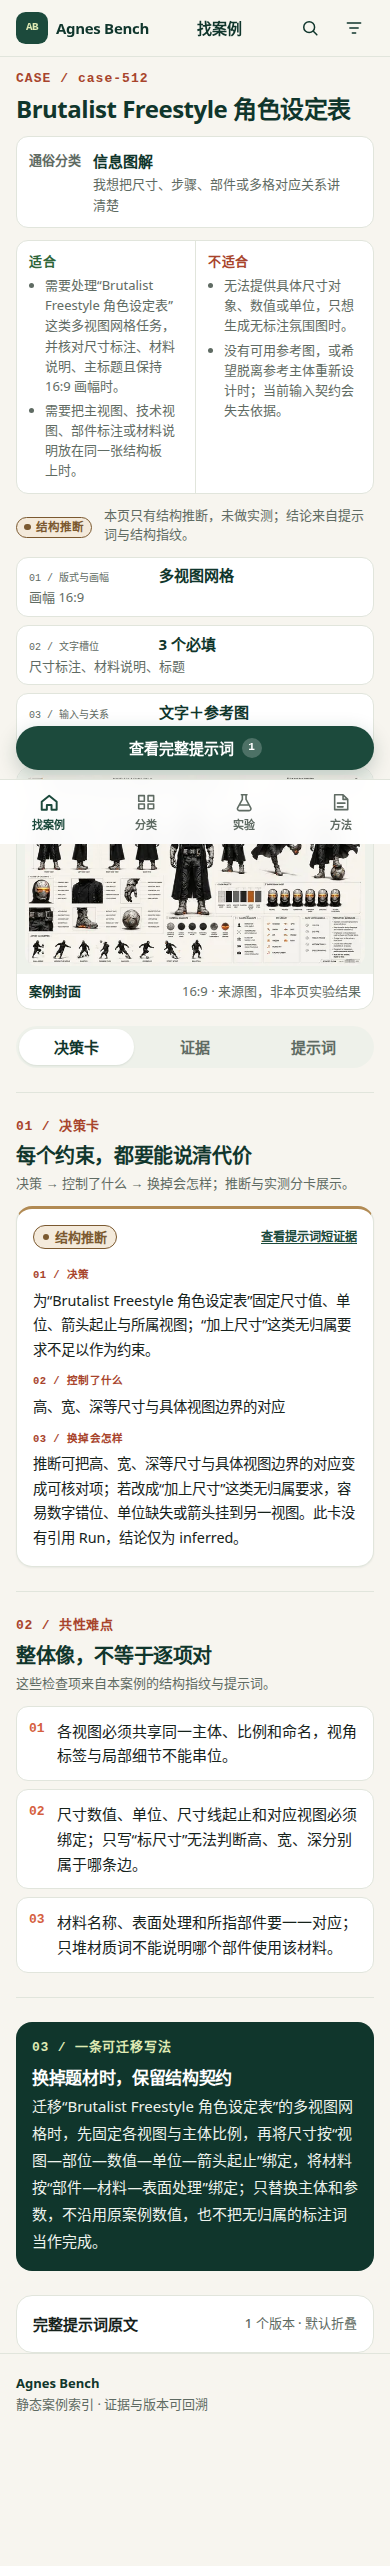 AB
Agnes Bench
找案例
CASE / case-512
Brutalist Freestyle 角色设定表
通俗分类
信息图解
我想把尺寸、步骤、部件或多格对应关系讲
清楚
适合
需要处理“Brutalist
Freestyle 角色设定表”
这类多视图网格任务，
并核对尺寸标注、材料
说明、主标题且保持
16:9 画幅时。
需要把主视图、技术视
图、部件标注或材料说
明放在同一张结构板
上时。
不适合
无法提供具体尺寸对
象、数值或单位，只想
生成无标注氛围图时。
没有可用参考图，或希
望脱离参考主体重新设
计时；当前输入契约会
失去依据。
结构推断
本页只有结构推断，未做实测；结论来自提示
词与结构指纹。
01 / 版式与画幅
多视图网格
画幅 16:9
02 / 文字槽位
3 个必填
尺寸标注、材料说明、标题
03 / 输入与关系
文字＋参考图
查看完整提示词 1
找案例
分类
实验
方法
案例封面
16:9 · 来源图，非本页实验结果
决策卡
证据
提示词
01 / 决策卡
每个约束，都要能说清代价
决策 → 控制了什么 → 换掉会怎样；推断与实测分卡展示。
结构推断
查看提示词短证据
01 / 决策
为“Brutalist Freestyle 角色设定表”固定尺寸值、单
位、箭头起止与所属视图；“加上尺寸”这类无归属要
求不足以作为约束。
02 / 控制了什么
高、宽、深等尺寸与具体视图边界的对应
03 / 换掉会怎样
推断可把高、宽、深等尺寸与具体视图边界的对应变
成可核对项；若改成“加上尺寸”这类无归属要求，容
易数字错位、单位缺失或箭头挂到另一视图。此卡没
有引用 Run，结论仅为 inferred。
02 / 共性难点
整体像，不等于逐项对
这些检查项来自本案例的结构指纹与提示词。
01
各视图必须共享同一主体、比例和命名，视角
标签与局部细节不能串位。
02
尺寸数值、单位、尺寸线起止和对应视图必须
绑定；只写“标尺寸”无法判断高、宽、深分别
属于哪条边。
03
材料名称、表面处理和所指部件要一一对应；
只堆材质词不能说明哪个部件使用该材料。
03 / 一条可迁移写法
换掉题材时，保留结构契约
迁移“Brutalist Freestyle 角色设定表”的多视图网
格时，先固定各视图与主体比例，再将尺寸按“视
图—部位—数值—单位—箭头起止”绑定，将材料
按“部件—材料—表面处理”绑定；只替换主体和参
数，不沿用原案例数值，也不把无归属的标注词
当作完成。
完整提示词原文
1 个版本 · 默认折叠
Agnes Bench
静态案例索引 · 证据与版本可回溯